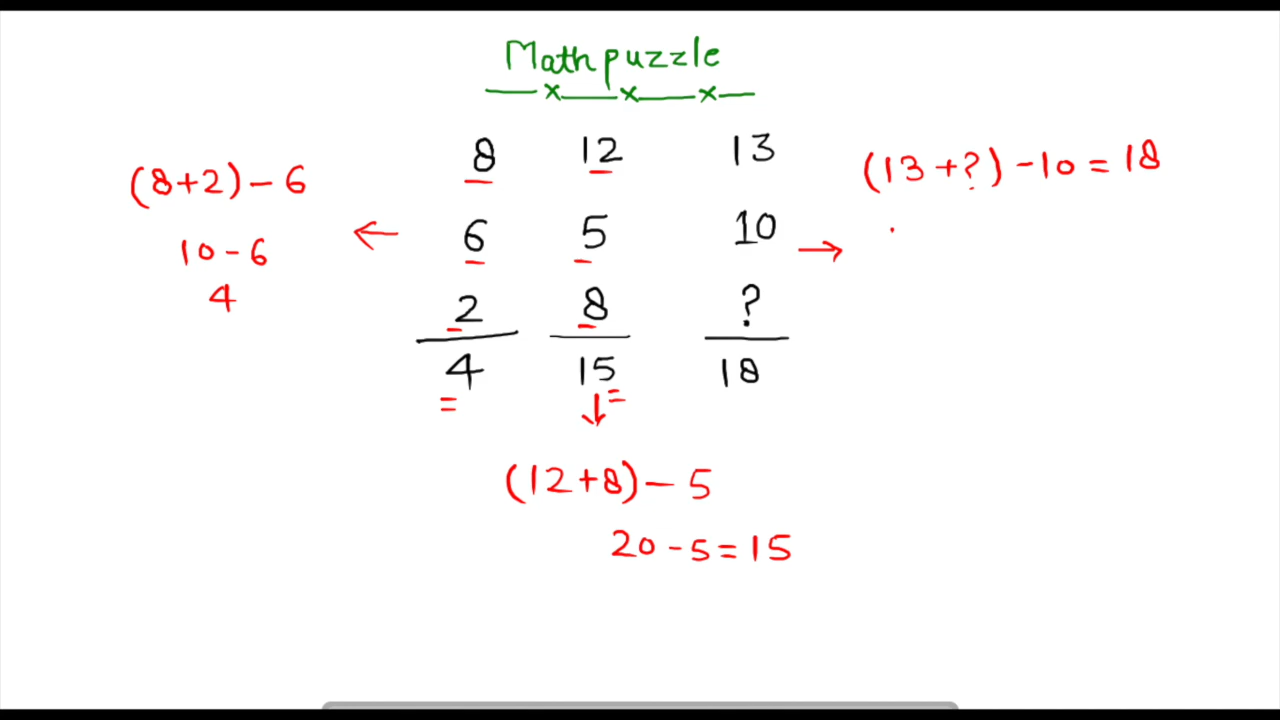 Math puzzle
8 12 13
(8+2) - 6
(13 + ?) - 10 = 18
6 5 10
←
→
10 - 6
4
2 8 ?
4 15 18
= ↓ =
(12+8) - 5
20 - 5 = 15